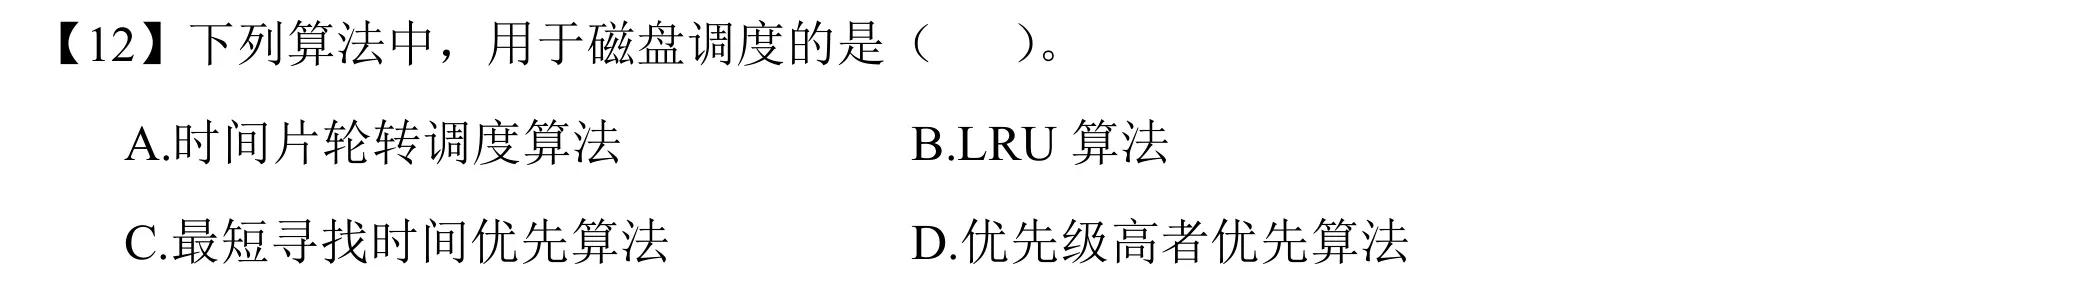 【12】下列算法中，用于磁盘调度的是（　　）。
A.时间片轮转调度算法　　B.LRU 算法
C.最短寻找时间优先算法　　D.优先级高者优先算法